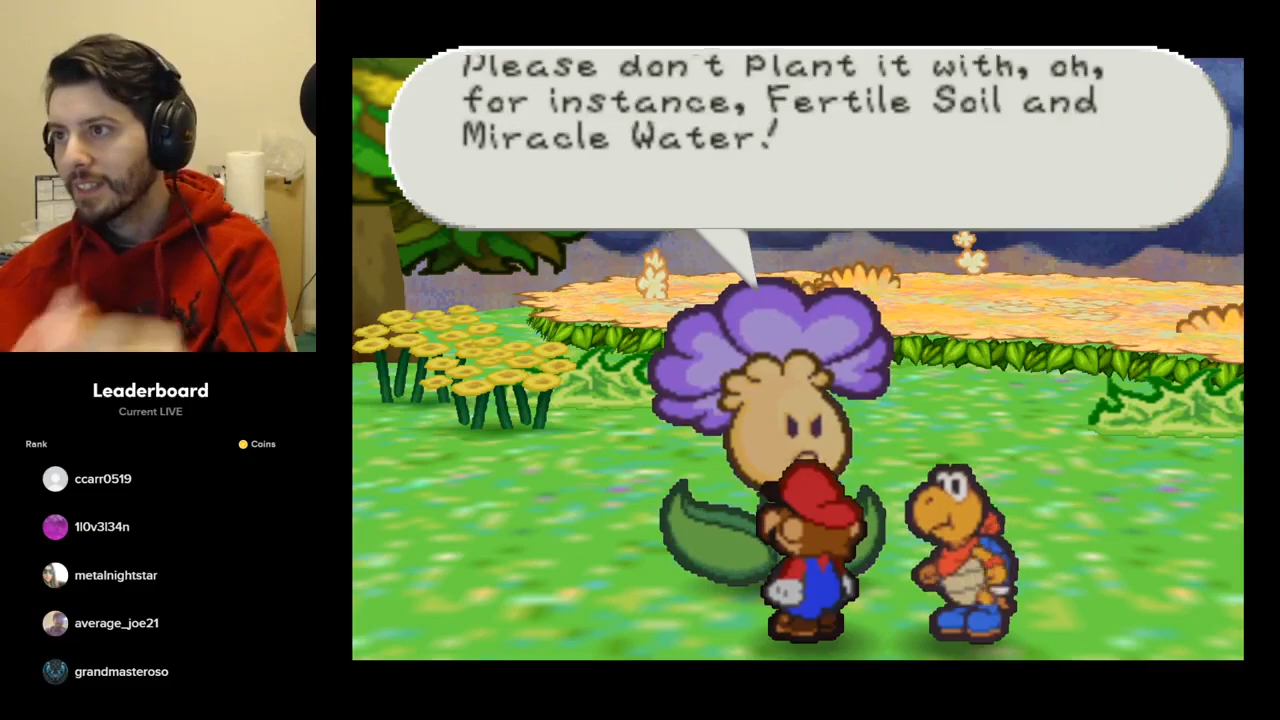 Please don't Plant it with, oh,
for instance, Fertile Soil and
Miracle Water!
Leaderboard
Current LIVE
Rank
Coins
ccarr0519
1l0v3l34n
metalnightstar
average_joe21
grandmasteroso